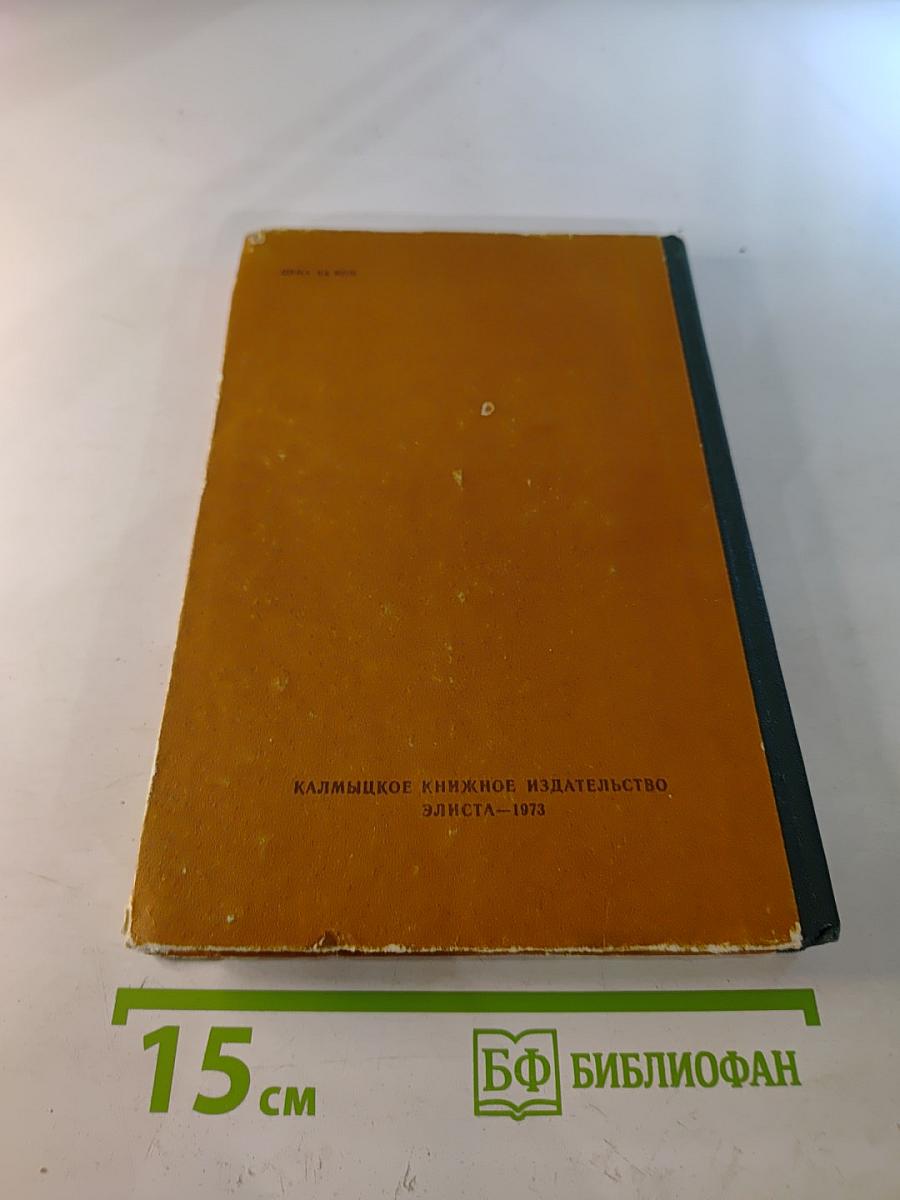 КАЛМЫЦКОЕ КНИЖНОЕ ИЗДАТЕЛЬСТВО
ЭЛИСТА—1973
15 см
БФ БИБЛИОФАН